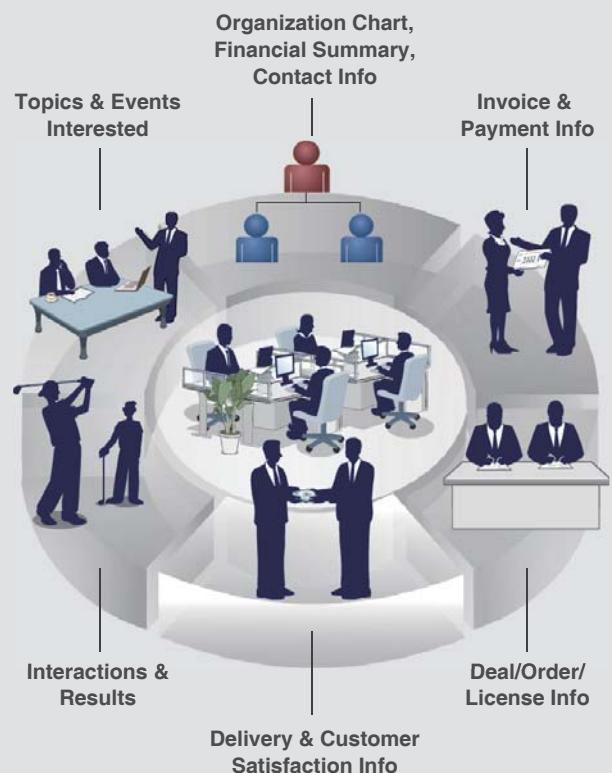 Organization Chart,
Financial Summary,
Contact Info
Topics & Events
Interested
Invoice &
Payment Info
Interactions &
Results
Deal/Order/
License Info
Delivery & Customer
Satisfaction Info